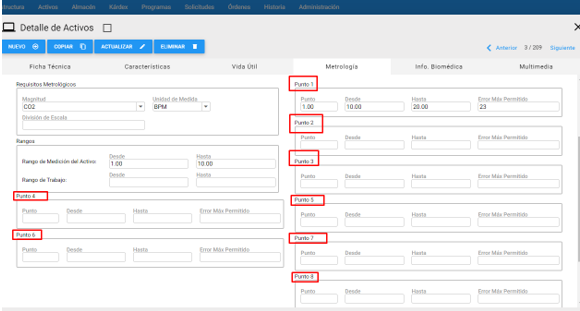 structura Activos Almacén Kárdex Programas Solicitudes Órdenes Historia Administración
Detalle de Activos
NUEVO COPIAR ACTUALIZAR ELIMINAR
Anterior 3 / 209 Siguiente
Ficha Técnica Características Vida Útil Metrología Info. Biomédica Multimedia
Requisitos Metrológicos
Magnitud Unidad de Medida
CO2 BPM
División de Escala
Rangos
Desde Hasta
Rango de Medición del Activo: 1.00 10.00
Desde Hasta
Rango de Trabajo:
Punto 4
Punto Desde Hasta Error Máx Permitido
Punto 6
Punto Desde Hasta Error Máx Permitido
Punto 1
Punto Desde Hasta Error Máx Permitido
1.00 10.00 20.00 23
Punto 2
Punto Desde Hasta Error Máx Permitido
Punto 3
Punto Desde Hasta Error Máx Permitido
Punto 5
Punto Desde Hasta Error Máx Permitido
Punto 7
Punto Desde Hasta Error Máx Permitido
Punto 8
Punto Desde Hasta Error Máx Permitido